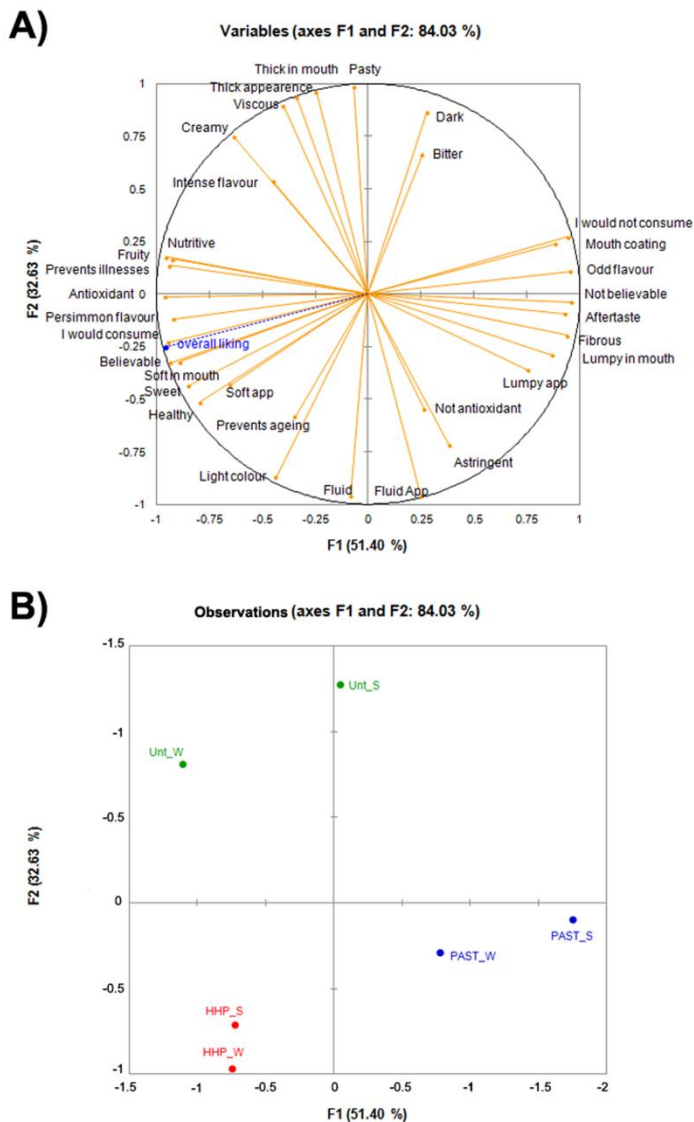 A)
Variables (axes F1 and F2: 84.03 %)
Thick in mouth
Pasty
1
Thick appearence
Viscous
Dark
0.75
Creamy
Bitter
0.5
Intense flavour
I would not consume
0.25
Nutritive
Mouth coating
Fruity
Prevents illnesses
Odd flavour
F2 (32.63 %)
Antioxidant
0
Not believable
Persimmon flavour
Aftertaste
I would consume
-0.25
overall liking
Fibrous
Believable
Lumpy in mouth
Soft in mouth
Lumpy app
Sweet
Soft app
-0.5
Healthy
Not antioxidant
Prevents ageing
-0.75
Astringent
Light colour
Fluid
Fluid App
-1
-1 -0.75 -0.5 -0.25 0 0.25 0.5 0.75 1
F1 (51.40 %)
B)
Observations (axes F1 and F2: 84.03 %)
-1.5
Unt_S
-1
Unt_W
-0.5
F2 (32.63 %)
0
PAST_S
PAST_W
-0.5
HHP_S
HHP_W
-1
-1.5 -1 -0.5 0 -0.5 -1 -1.5 -2
F1 (51.40 %)